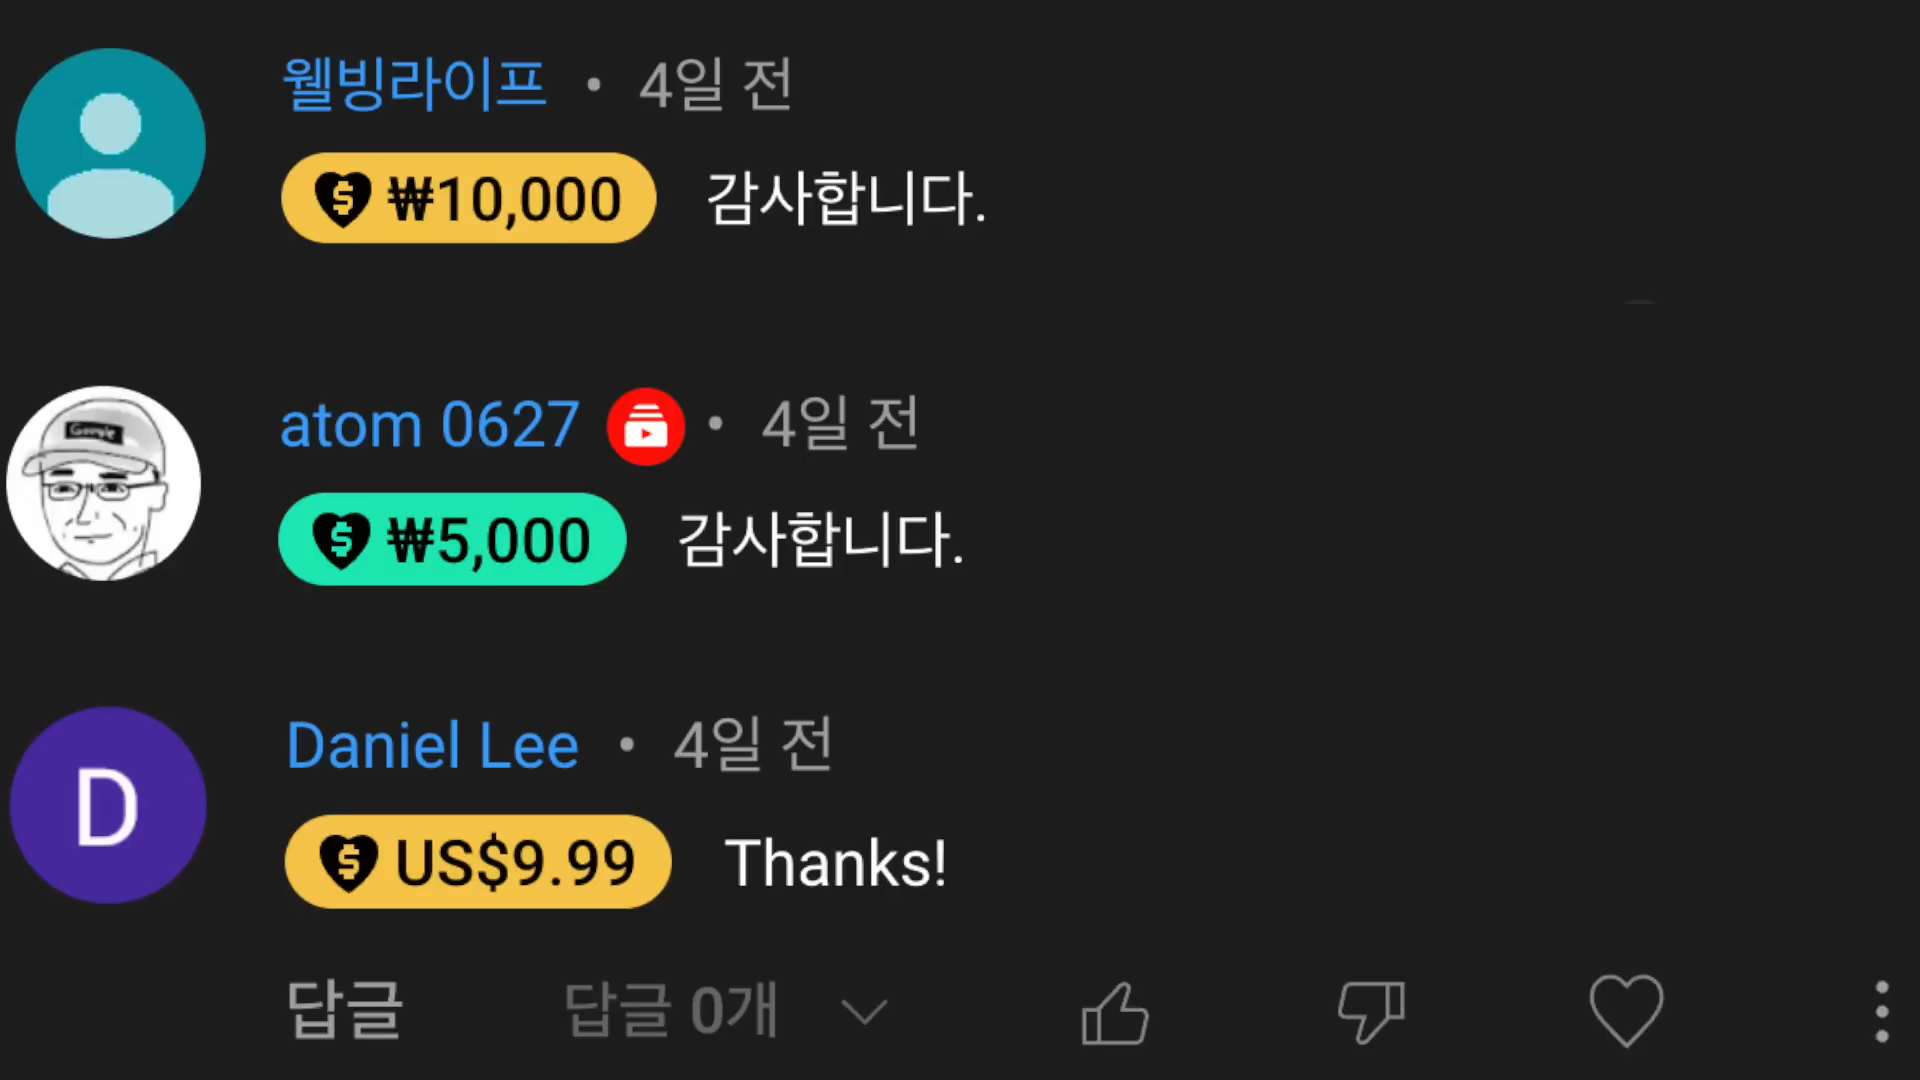 웰빙라이프 • 4일 전
₩10,000 감사합니다.
Google
atom 0627 • 4일 전
₩5,000 감사합니다.
D
Daniel Lee • 4일 전
US$9.99 Thanks!
답글 답글 0개